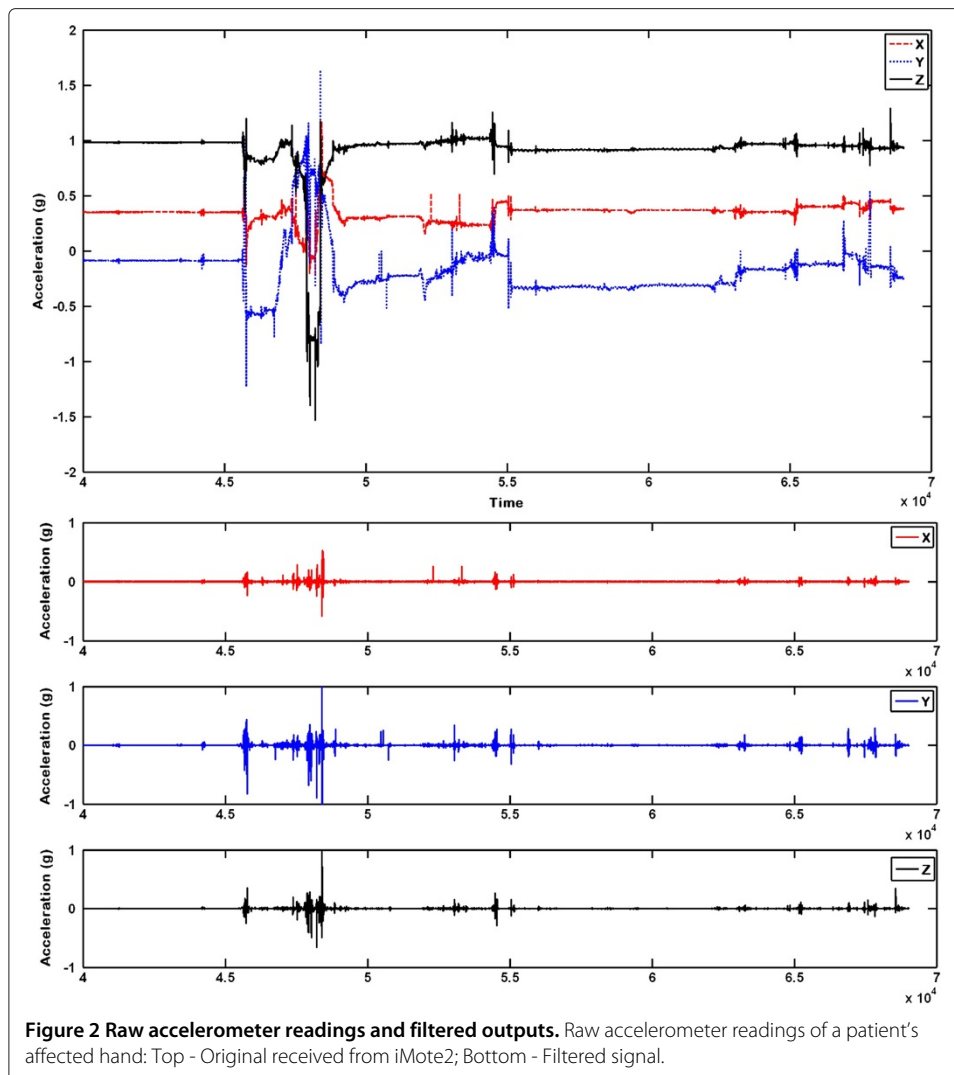 2
1.5
1
0.5
0
-0.5
-1
-1.5
-2
Acceleration (g)
X
Y
Z
4 4.5 5 5.5 6 6.5 7
Time
x 10^4
1
0
-1
Acceleration (g)
X
4 4.5 5 5.5 6 6.5 7
x 10^4
1
0
-1
Acceleration (g)
Y
4 4.5 5 5.5 6 6.5 7
x 10^4
1
0
-1
Acceleration (g)
Z
4 4.5 5 5.5 6 6.5 7
x 10^4
Figure 2 Raw accelerometer readings and filtered outputs. Raw accelerometer readings of a patient's
affected hand: Top - Original received from iMote2; Bottom - Filtered signal.